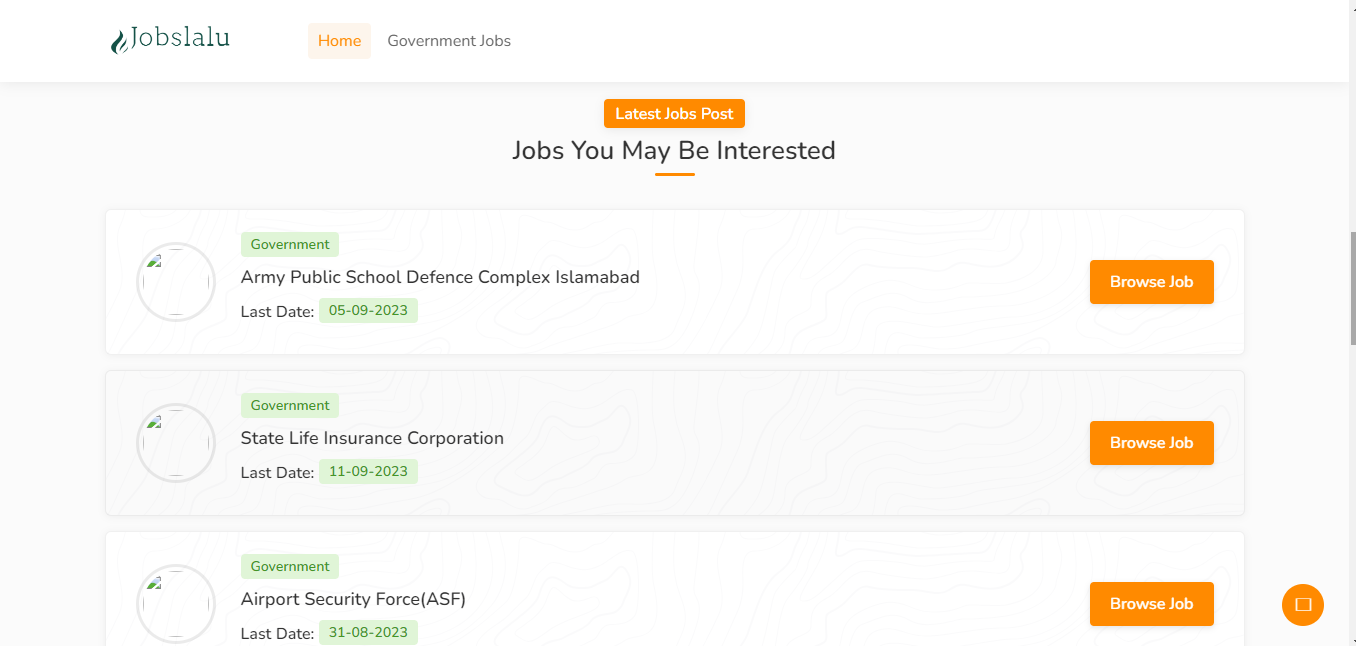 Jobslalu
Home Government Jobs
Latest Jobs Post
Jobs You May Be Interested
Government
Army Public School Defence Complex Islamabad
Last Date: 05-09-2023
Browse Job
Government
State Life Insurance Corporation
Last Date: 11-09-2023
Browse Job
Government
Airport Security Force(ASF)
Last Date: 31-08-2023
Browse Job